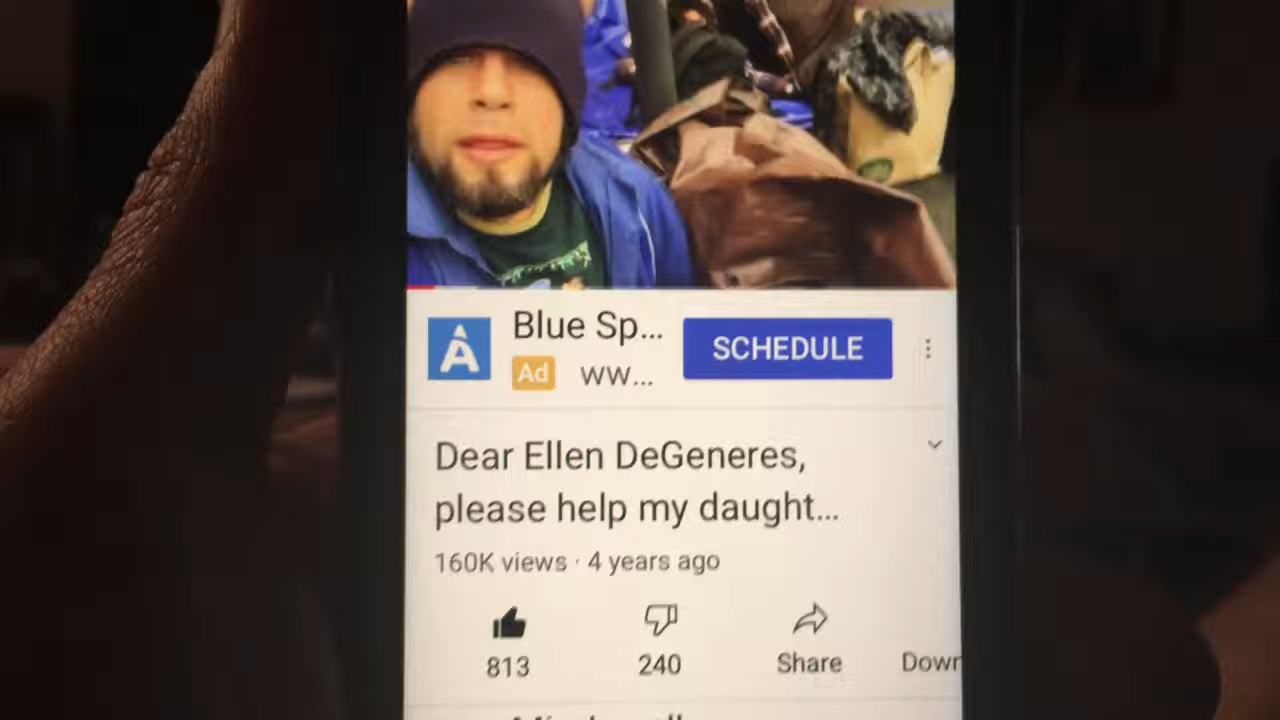 Blue Sp...
SCHEDULE
Ad
ww...
Dear Ellen DeGeneres,
please help my daught...
160K views · 4 years ago
813
240
Share
Down